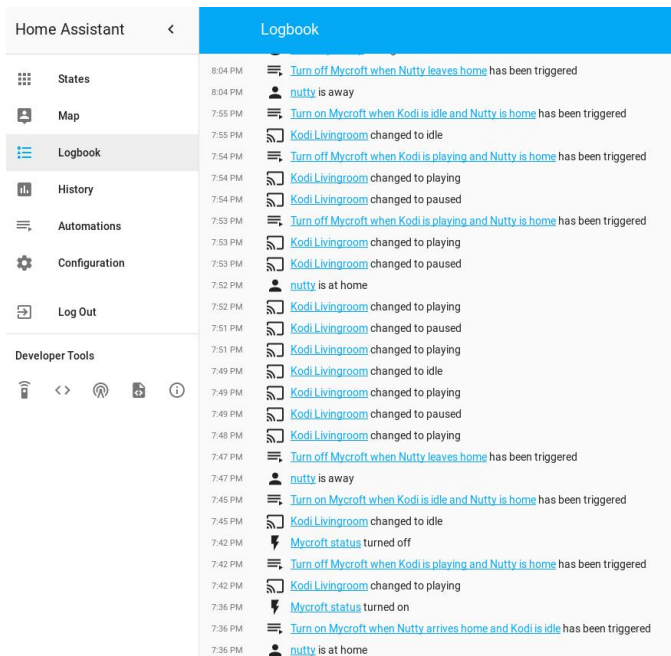 Home Assistant
Logbook
States
Map
Logbook
History
Automations
Configuration
Log Out
Developer Tools
8:04 PM Turn off Mycroft when Nutty leaves home has been triggered
8:04 PM nutty is away
7:55 PM Turn on Mycroft when Kodi is idle and Nutty is home has been triggered
7:55 PM Kodi Livingroom changed to idle
7:54 PM Turn off Mycroft when Kodi is playing and Nutty is home has been triggered
7:54 PM Kodi Livingroom changed to playing
7:54 PM Kodi Livingroom changed to paused
7:53 PM Turn off Mycroft when Kodi is playing and Nutty is home has been triggered
7:53 PM Kodi Livingroom changed to playing
7:53 PM Kodi Livingroom changed to paused
7:52 PM nutty is at home
7:52 PM Kodi Livingroom changed to playing
7:51 PM Kodi Livingroom changed to paused
7:51 PM Kodi Livingroom changed to playing
7:49 PM Kodi Livingroom changed to idle
7:49 PM Kodi Livingroom changed to playing
7:49 PM Kodi Livingroom changed to paused
7:48 PM Kodi Livingroom changed to playing
7:47 PM Turn off Mycroft when Nutty leaves home has been triggered
7:47 PM nutty is away
7:45 PM Turn on Mycroft when Kodi is idle and Nutty is home has been triggered
7:45 PM Kodi Livingroom changed to idle
7:42 PM Mycroft status turned off
7:42 PM Turn off Mycroft when Kodi is playing and Nutty is home has been triggered
7:42 PM Kodi Livingroom changed to playing
7:36 PM Mycroft status turned on
7:36 PM Turn on Mycroft when Nutty arrives home and Kodi is idle has been triggered
7:36 PM nutty is at home